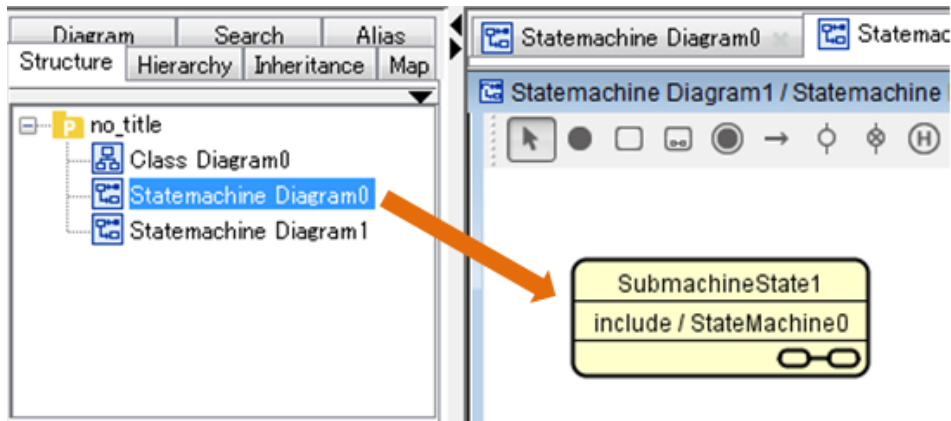 Diagram Search Alias
Structure Hierarchy Inheritance Map
P no_title
Class Diagram0
Statemachine Diagram0
Statemachine Diagram1
Statemachine Diagram0 Statemac
Statemachine Diagram1 / Statemachine
H
SubmachineState1
include / StateMachine0